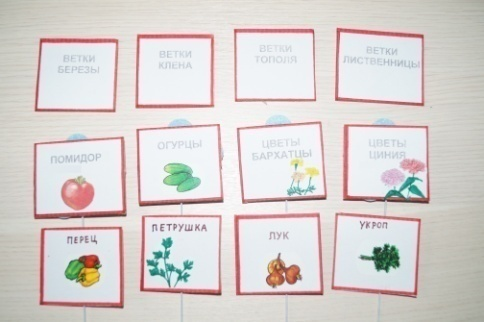 ВЕТКИ
БЕРЕЗЫ
ВЕТКИ
КЛЕНА
ВЕТКИ
ТОПОЛЯ
ВЕТКИ
ЛИСТВЕННИЦЫ
ПОМИДОР
ОГУРЦЫ
ЦВЕТЫ
БАРХАТЦЫ
ЦВЕТЫ
ЦИНИЯ
ПЕРЕЦ
ПЕТРУШКА
ЛУК
УКРОП